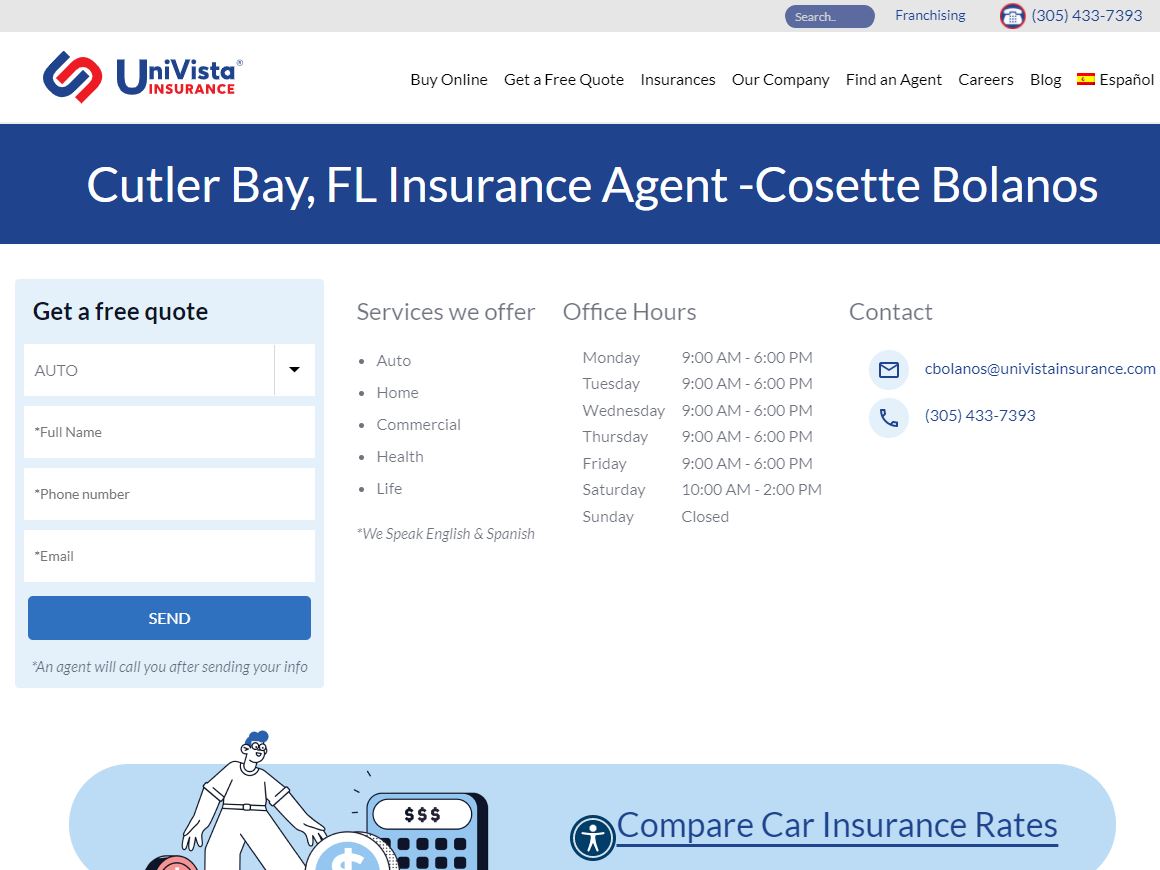 Search..
Franchising
(305) 433-7393
UniVista®
INSURANCE
Buy Online Get a Free Quote Insurances Our Company Find an Agent Careers Blog Español
Cutler Bay, FL Insurance Agent -Cosette Bolanos
Get a free quote
AUTO
*Full Name
*Phone number
*Email
SEND
*An agent will call you after sending your info
Services we offer
Auto
Home
Commercial
Health
Life
*We Speak English & Spanish
Office Hours
Monday 9:00 AM - 6:00 PM
Tuesday 9:00 AM - 6:00 PM
Wednesday 9:00 AM - 6:00 PM
Thursday 9:00 AM - 6:00 PM
Friday 9:00 AM - 6:00 PM
Saturday 10:00 AM - 2:00 PM
Sunday Closed
Contact
cbolanos@univistainsurance.com
(305) 433-7393
$$$
$
Compare Car Insurance Rates